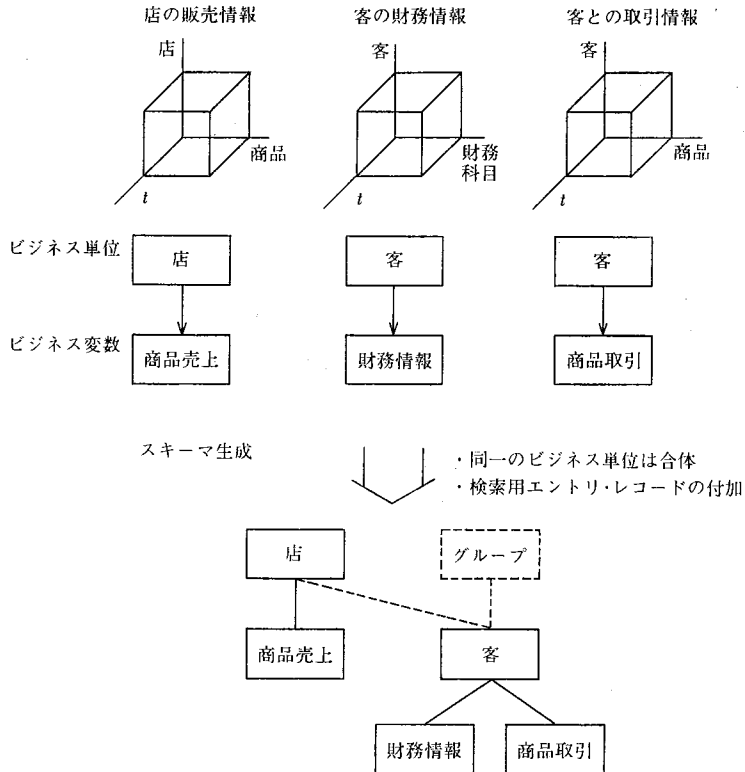 店の販売情報
客の財務情報
客との取引情報
店
客
客
商品
財務
科目
商品
t
t
t
ビジネス単位
店
客
客
ビジネス変数
商品売上
財務情報
商品取引
スキーマ生成
・同一のビジネス単位は合体
・検索用エントリ・レコードの付加
店
グループ
商品売上
客
財務情報
商品取引